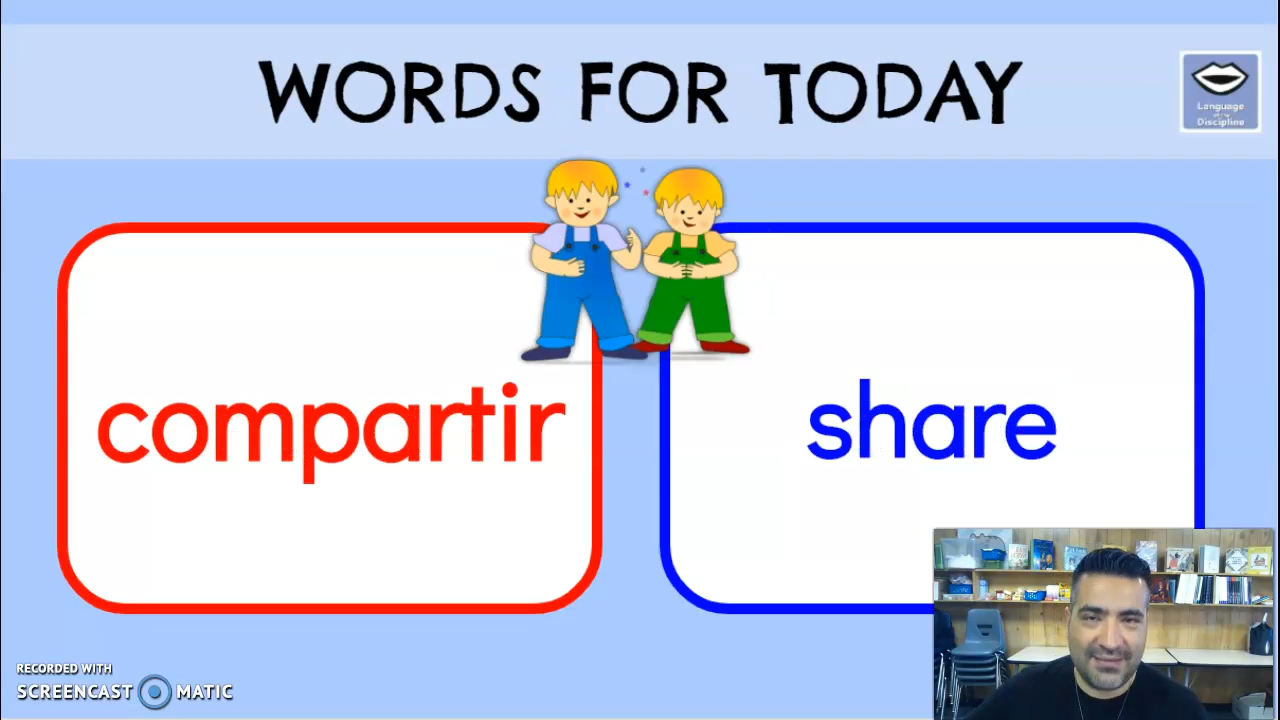 WORDS FOR TODAY
Language
Discipline
compartir
share
RECORDED WITH
SCREENCAST MATIC